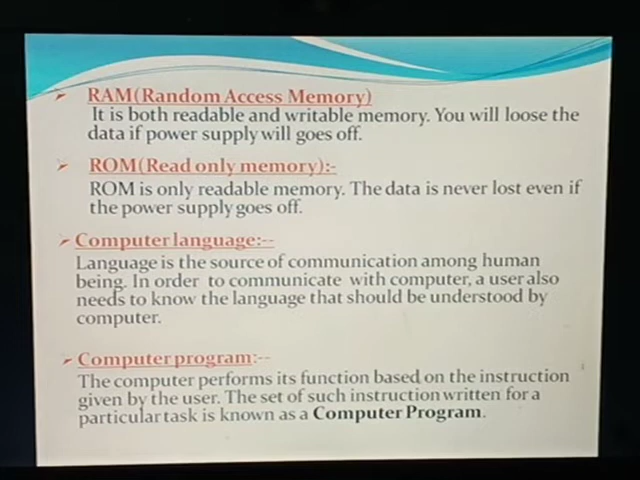 RAM(Random Access Memory)
It is both readable and writable memory. You will loose the
data if power supply will goes off.
ROM(Read only memory):-
ROM is only readable memory. The data is never lost even if
the power supply goes off.
Computer language:--
Language is the source of communication among human
being. In order to communicate with computer, a user also
needs to know the language that should be understood by
computer.
Computer program:--
The computer performs its function based on the instruction
given by the user. The set of such instruction written for a
particular task is known as a Computer Program.